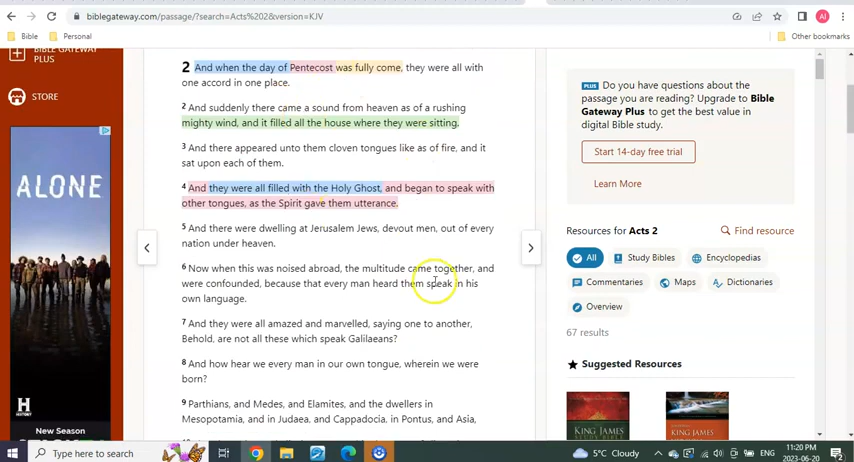 biblegateway.com/passage/?search=Acts%202&version=KJV
AI
Bible
Personal
Other bookmarks
BIBLE GATEWAY
PLUS
STORE
ALONE
H
HISTORY
New Season
2 And when the day of Pentecost was fully come, they were all with
one accord in one place.
2 And suddenly there came a sound from heaven as of a rushing
mighty wind, and it filled all the house where they were sitting.
3 And there appeared unto them cloven tongues like as of fire, and it
sat upon each of them.
4 And they were all filled with the Holy Ghost, and began to speak with
other tongues, as the Spirit gave them utterance.
5 And there were dwelling at Jerusalem Jews, devout men, out of every
nation under heaven.
6 Now when this was noised abroad, the multitude came together, and
were confounded, because that every man heard them speak in his
own language.
7 And they were all amazed and marvelled, saying one to another,
Behold, are not all these which speak Galilaeans?
8 And how hear we every man in our own tongue, wherein we were
born?
9 Parthians, and Medes, and Elamites, and the dwellers in
Mesopotamia, and in Judaea, and Cappadocia, in Pontus, and Asia,
PLUS Do you have questions about the
passage you are reading? Upgrade to Bible
Gateway Plus to get the best value in
digital Bible study.
Start 14-day free trial
Learn More
Resources for Acts 2
Find resource
All
Study Bibles
Encyclopedias
Commentaries
Maps
Dictionaries
Overview
67 results
Suggested Resources
KING JAMES
KING JAMES
Type here to search
5°C Cloudy
ENG
11:20 PM
2023-06-20
2